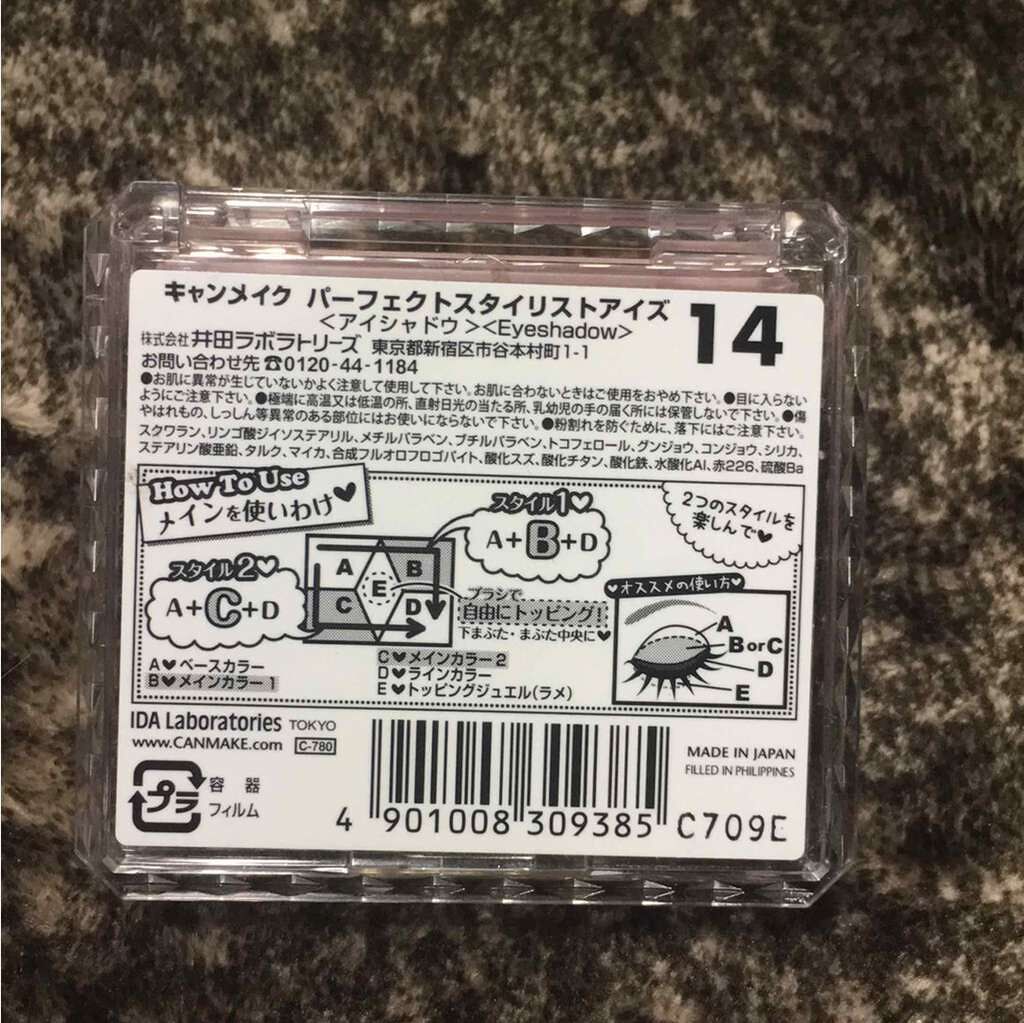 キャンメイク パーフェクトスタイリストアイズ 14
<アイシャドウ><Eyeshadow>
株式会社 井田ラボラトリーズ 東京都新宿区市谷本村町1-1
お問い合わせ先 ☎0120-44-1184
●お肌に異常が生じていないかよく注意して使用して下さい。お肌に合わないときはご使用をおやめ下さい。●目に入らない
ようにご注意下さい。●極端に高温又は低温の所、直射日光の当たる所、乳幼児の手の届く所には保管しないで下さい。●傷
やはれもの、しっしん等異常のある部位にはお使いにならないで下さい。●粉割れを防ぐために、落下にはご注意下さい。
スクワラン、リンゴ酸ジイソステアリル、メチルパラベン、ブチルパラベン、トコフェロール、グンジョウ、コンジョウ、シリカ、
ステアリン酸亜鉛、タルク、マイカ、合成フルオロフロゴパイト、酸化スズ、酸化チタン、酸化鉄、水酸化Al、赤226、硫酸Ba
How To Use
メインを使いわけ♥
スタイル1♥
A+B+D
2つのスタイルを
楽しんで♥
スタイル2♥
A+C+D
A
B
E
C
D
ブラシで
自由にトッピング!
下まぶた・まぶた中央に♥
♥オススメの使い方♥
A
B or C
D
E
A♥ベースカラー
B♥メインカラー1
C♥メインカラー2
D♥ラインカラー
E♥トッピングジュエル(ラメ)
IDA Laboratories TOKYO
www.CANMAKE.com C-780
MADE IN JAPAN
FILLED IN PHILIPPINES
プラ
容器
フィルム
4 901008 309385 C709E